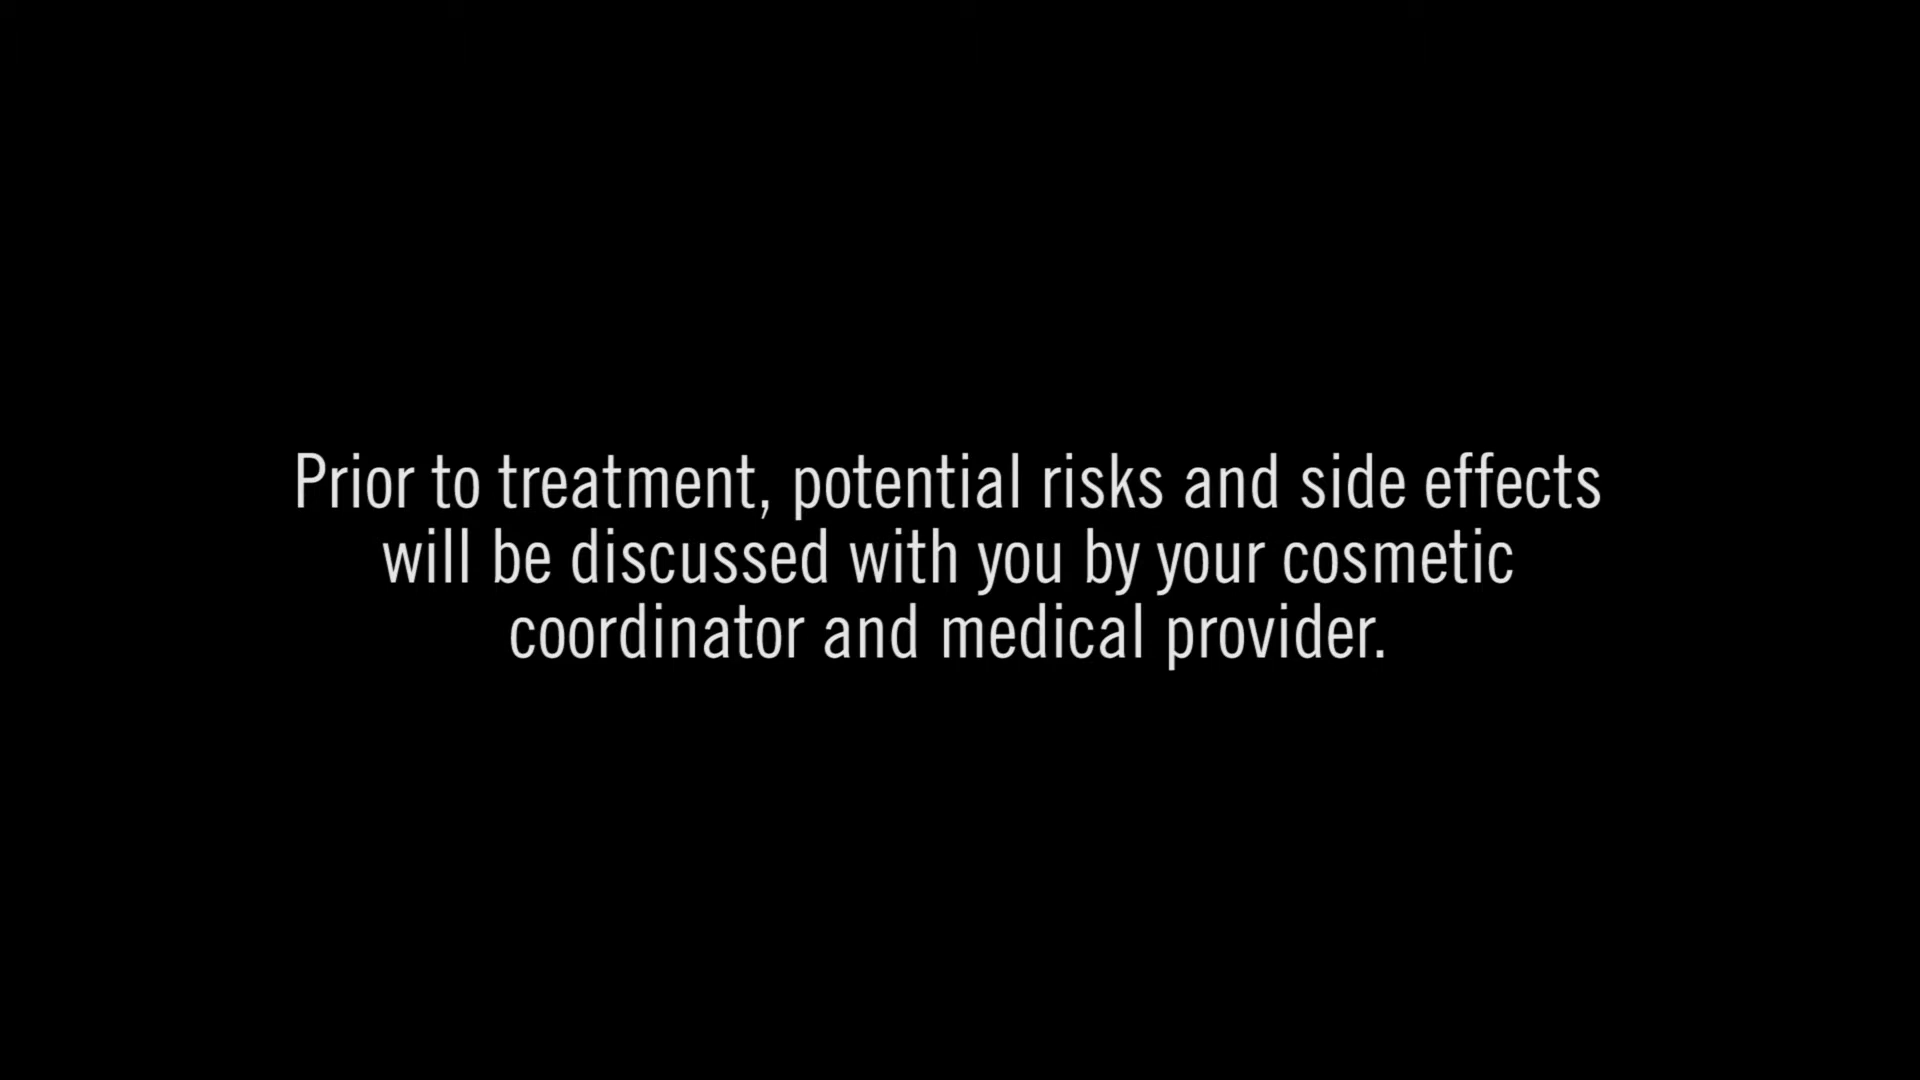 Prior to treatment, potential risks and side effects
will be discussed with you by your cosmetic
coordinator and medical provider.